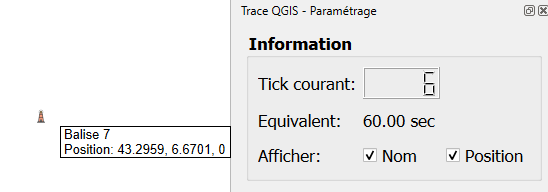 Trace QGIS - Paramétrage
Information
Tick courant: 6
Equivalent: 60.00 sec
Afficher: Nom Position
Balise 7
Position: 43.2959, 6.6701, 0